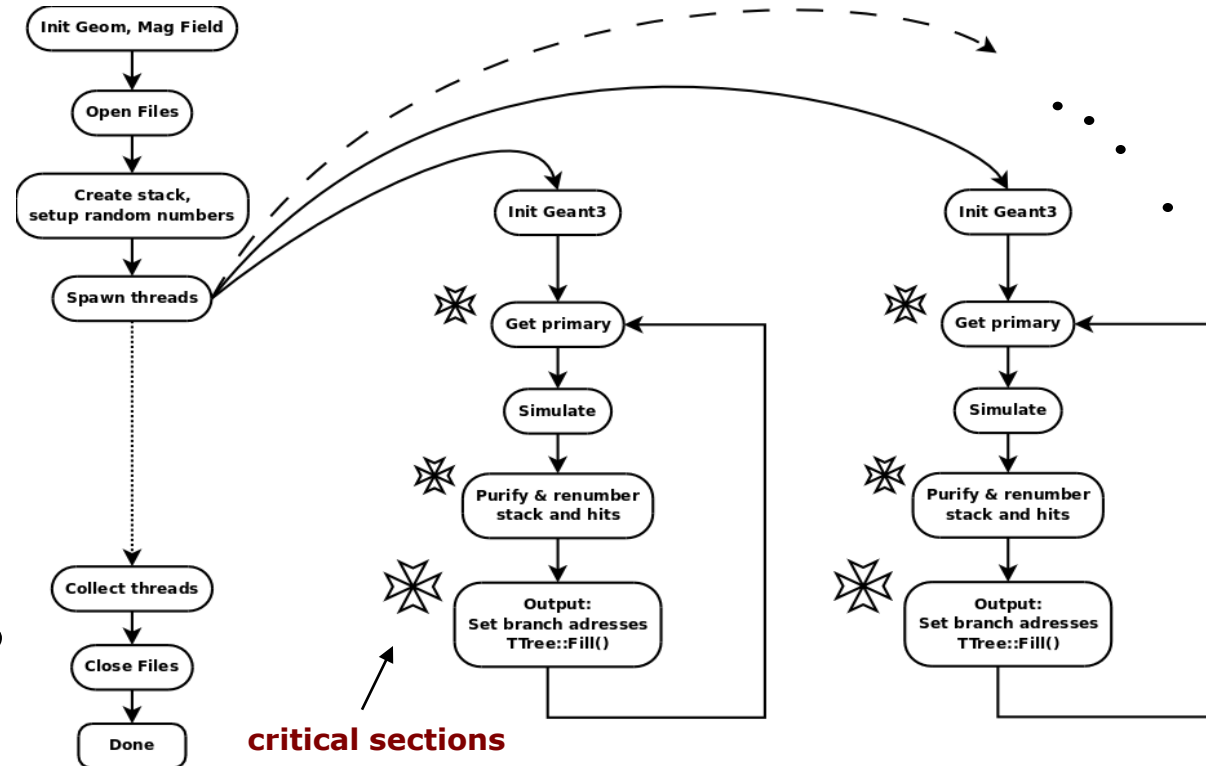 Init Geom, Mag Field
Open Files
Create stack,
setup random numbers
Spawn threads
Collect threads
Close Files
Done
Init Geant3
Get primary
Simulate
Purify & renumber
stack and hits
Output:
Set branch adresses
TTree::Fill()
critical sections
Init Geant3
Get primary
Simulate
Purify & renumber
stack and hits
Output:
Set branch adresses
TTree::Fill()